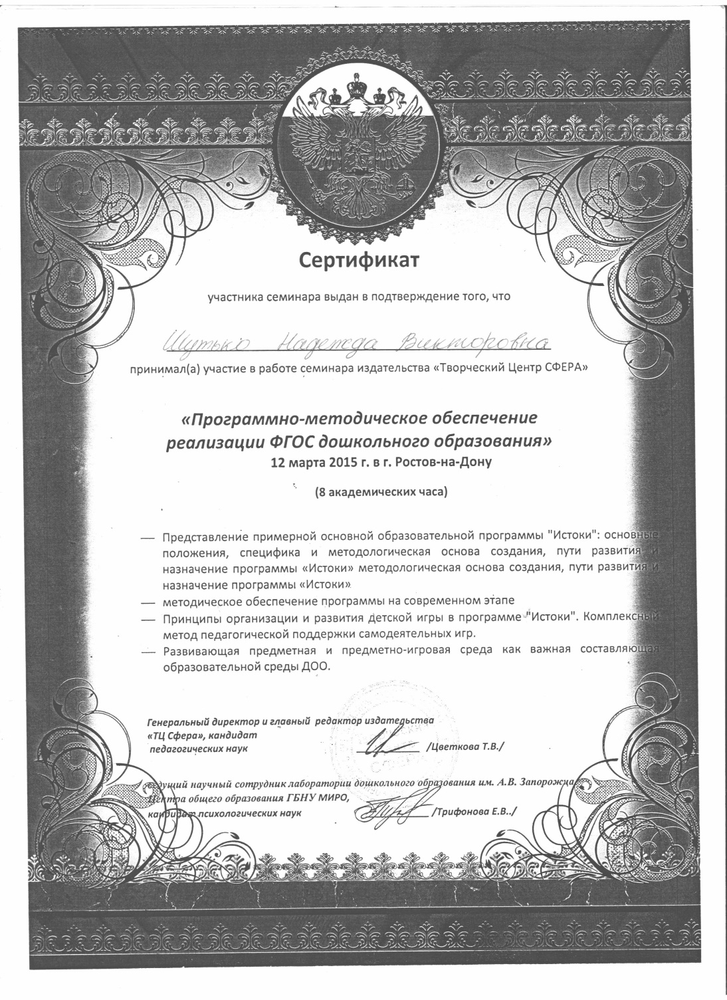 Сертификат
участника семинара выдан в подтверждение того, что
Шутько Надежда Викторовна
принимал(а) участие в работе семинара издательства «Творческий Центр СФЕРА»
«Программно-методическое обеспечение
реализации ФГОС дошкольного образования»
12 марта 2015 г. в г. Ростов-на-Дону
(8 академических часа)
— Представление примерной основной образовательной программы "Истоки": основные
положения, специфика и методологическая основа создания, пути развития и
назначение программы «Истоки» методологическая основа создания, пути развития и
назначение программы «Истоки»
— методическое обеспечение программы на современном этапе
— Принципы организации и развития детской игры в программе "Истоки". Комплексный
метод педагогической поддержки самодеятельных игр.
— Развивающая предметная и предметно-игровая среда как важная составляющая
образовательной среды ДОО.
Генеральный директор и главный редактор издательства
«ТЦ Сфера», кандидат
педагогических наук /Цветкова Т.В./
Ведущий научный сотрудник лаборатории дошкольного образования им. А.В. Запорожца
Центра общего образования ГБНУ МИРО,
кандидат психологических наук /Трифонова Е.В../